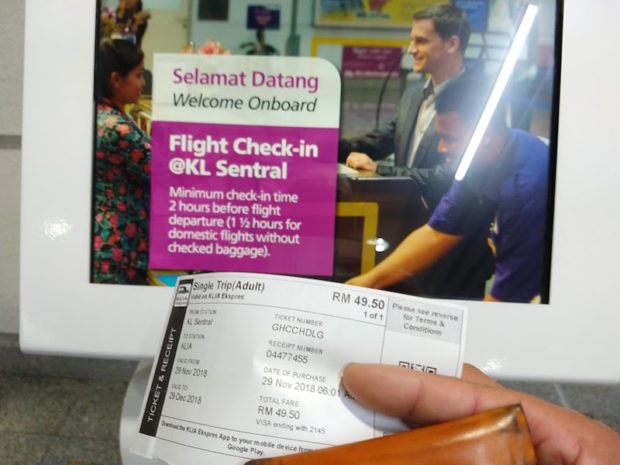 Selamat Datang
Welcome Onboard
Flight Check-in
@KL Sentral
Minimum check-in time
2 hours before flight
departure (1 ½ hours for
domestic flights without
checked baggage).
Single Trip(Adult)
Valid on KLIA Ekspres
RM 49.50
1 of 1
Please see reverse
for Terms &
Conditions
TICKET & RECEIPT
FROM STATION
KL Sentral
TO STATION
KLIA
VALID FROM
29 Nov 2018
VALID TO
29 Dec 2018
TICKET NUMBER
GHCCHDLG
RECEIPT NUMBER
04477455
DATE OF PURCHASE
29 Nov 2018 06:01
TOTAL FARE
RM 49.50
VISA ending with 2145
Download the KLIA Ekspres App to your mobile device from
Google Play.